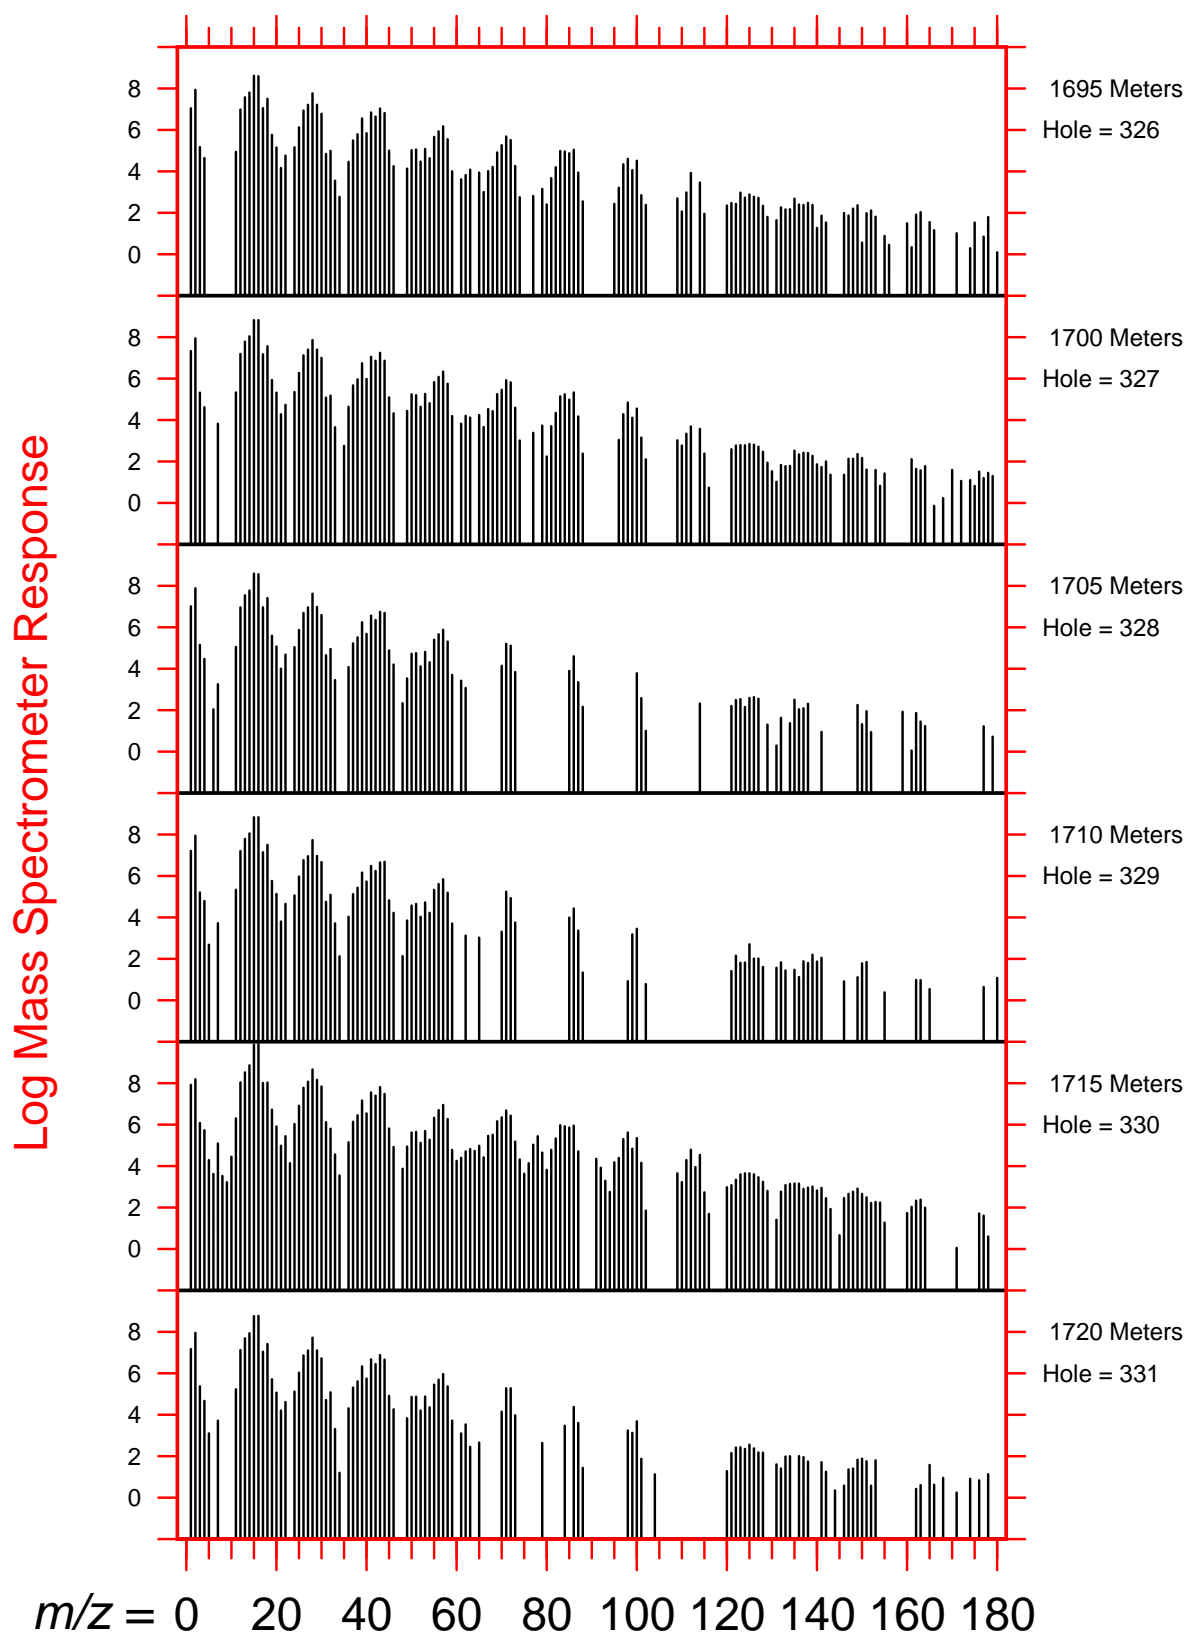 8 1695 Meters
6 Hole = 326
4
2
0
8 1700 Meters
6 Hole = 327
4
2
0
8 1705 Meters
6 Hole = 328
4
2
0
8 1710 Meters
6 Hole = 329
4
2
0
8 1715 Meters
6 Hole = 330
4
2
0
8 1720 Meters
6 Hole = 331
4
2
0
Log Mass Spectrometer Response
m/z = 0 20 40 60 80 100 120 140 160 180